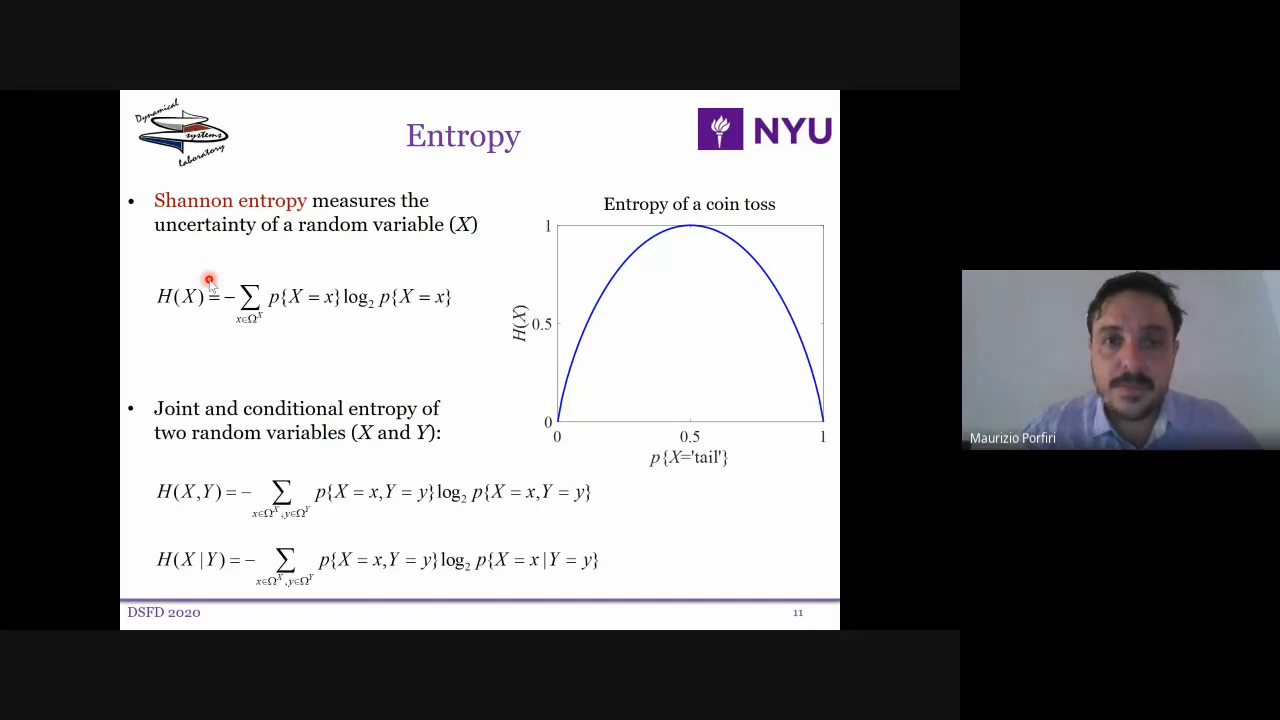 Dynamical
systems
Laboratory
Entropy
NYU
• Shannon entropy measures the
uncertainty of a random variable (X)
H(X) = − ∑ p{X = x} log₂ p{X = x}
x∈Ωˣ
Entropy of a coin toss
1
0.5
0
H(X)
0 0.5 1
p{X='tail'}
• Joint and conditional entropy of
two random variables (X and Y):
H(X,Y) = − ∑ p{X = x,Y = y} log₂ p{X = x,Y = y}
x∈Ω^X, y∈Ω^Y
H(X | Y) = − ∑ p{X = x,Y = y} log₂ p{X = x | Y = y}
x∈Ω^X, y∈Ω^Y
DSFD 2020
11
Maurizio Porfiri